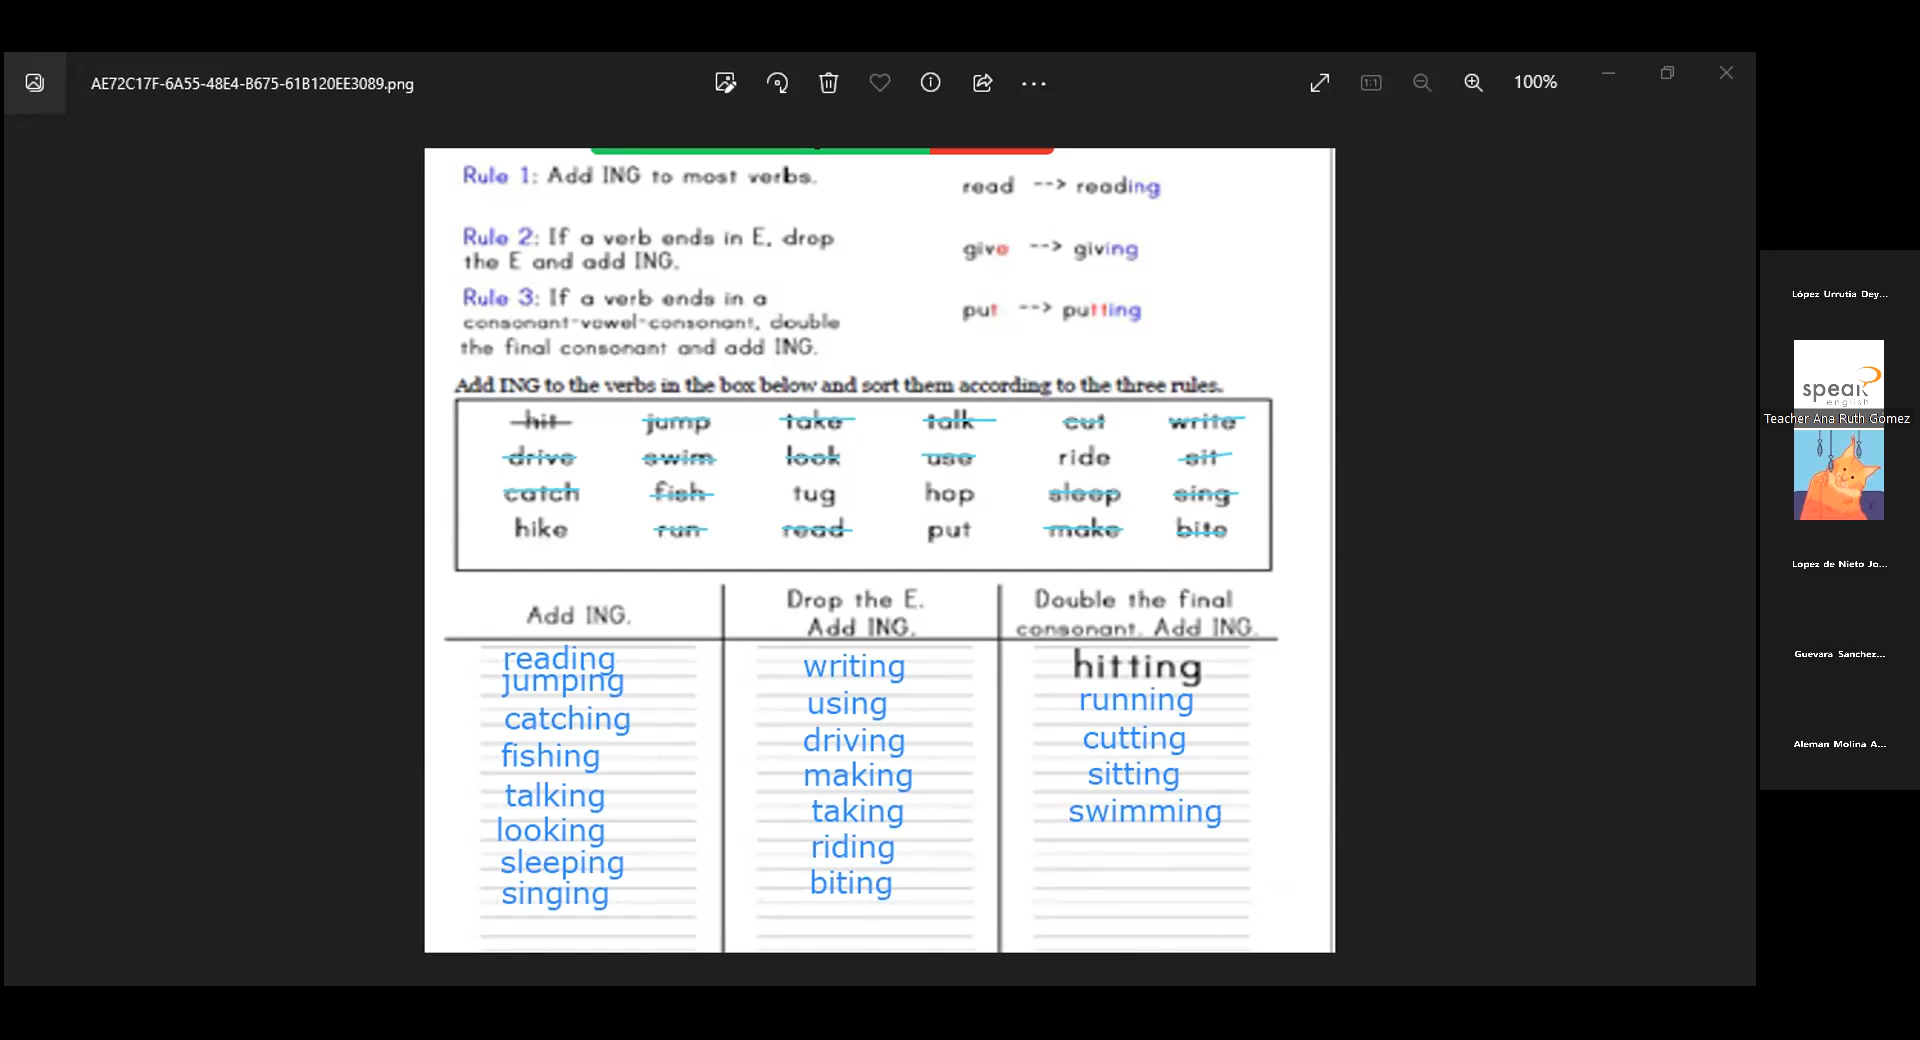 AE72C17F-6A55-48E4-B675-61B120EE3089.png
100%
Rule 1: Add ING to most verbs.
read --> reading
Rule 2: If a verb ends in E, drop
the E and add ING.
give --> giving
Rule 3: If a verb ends in a
consonant-vowel-consonant, double
the final consonant and add ING.
put --> putting
Add ING to the verbs in the box below and sort them according to the three rules.
hit jump take talk cut write
drive swim look use ride sit
catch fish tug hop sleep sing
hike run read put make bite
Add ING.
reading
jumping
catching
fishing
talking
looking
sleeping
singing
Drop the E.
Add ING.
writing
using
driving
making
taking
riding
biting
Double the final
consonant. Add ING.
hitting
running
cutting
sitting
swimming
López Urrutia Dey...
speak
english
Teacher Ana Ruth Gómez
Lopez de Nieto Jo...
Guevara Sanchez...
Aleman Molina A...